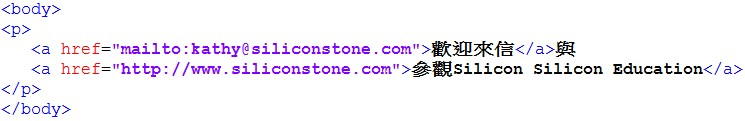 <body>
<p>
<a href="mailto:kathy@siliconstone.com">歡迎來信</a>與
<a href="http://www.siliconstone.com">參觀Silicon Silicon Education</a>
</p>
</body>